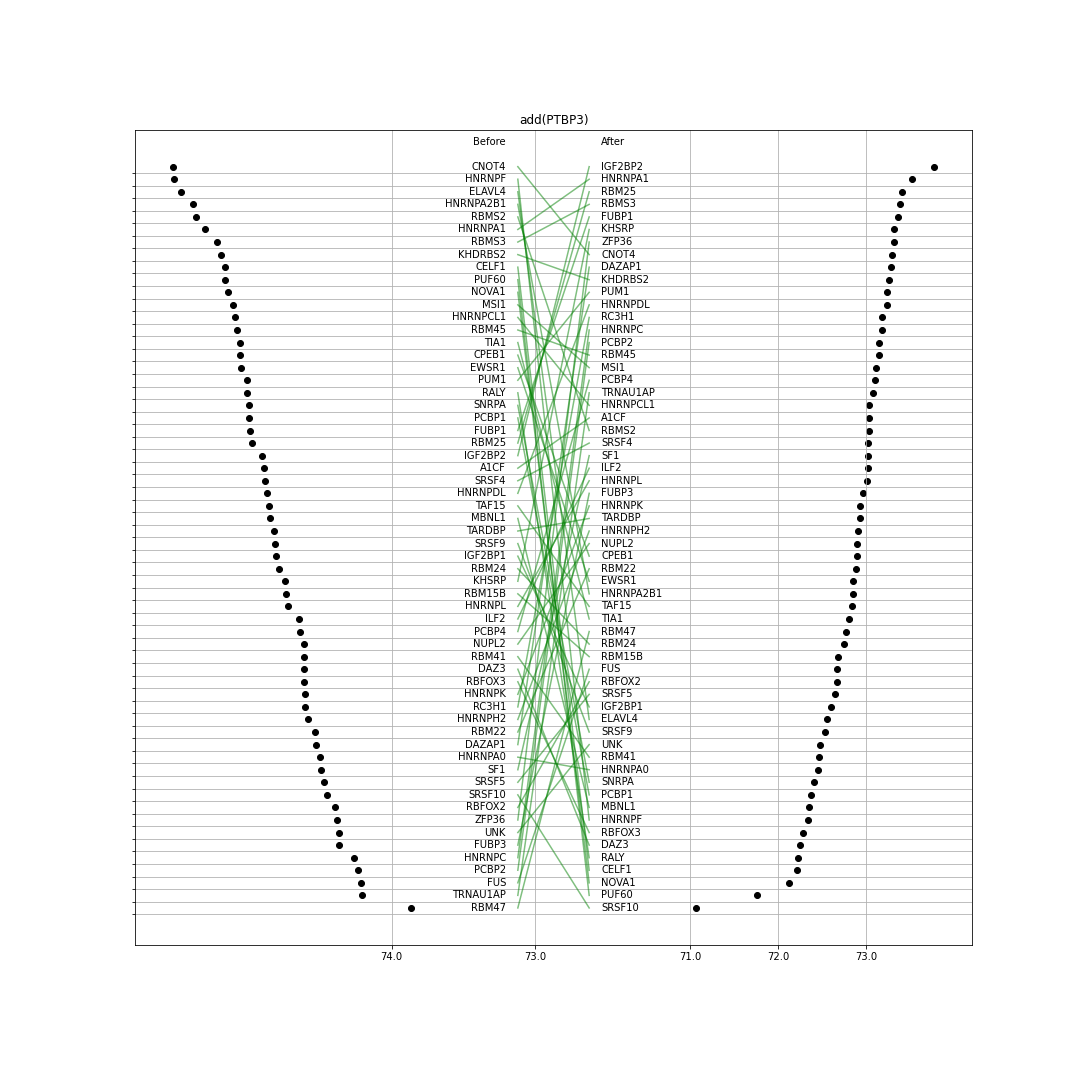 add(PTBP3)
Before After
CNOT4 IGF2BP2
HNRNPF HNRNPA1
ELAVL4 RBM25
HNRNPA2B1 RBMS3
RBMS2 FUBP1
HNRNPA1 KHSRP
RBMS3 ZFP36
KHDRBS2 CNOT4
CELF1 DAZAP1
PUF60 KHDRBS2
NOVA1 PUM1
MSI1 HNRNPDL
HNRNPCL1 RC3H1
RBM45 HNRNPC
TIA1 PCBP2
CPEB1 RBM45
EWSR1 MSI1
PUM1 PCBP4
RALY TRNAU1AP
SNRPA HNRNPCL1
PCBP1 A1CF
FUBP1 RBMS2
RBM25 SRSF4
IGF2BP2 SF1
A1CF ILF2
SRSF4 HNRNPL
HNRNPDL FUBP3
TAF15 HNRNPK
MBNL1 TARDBP
TARDBP HNRNPH2
SRSF9 NUPL2
IGF2BP1 CPEB1
RBM24 RBM22
KHSRP EWSR1
RBM15B HNRNPA2B1
HNRNPL TAF15
ILF2 TIA1
PCBP4 RBM47
NUPL2 RBM24
RBM41 RBM15B
DAZ3 FUS
RBFOX3 RBFOX2
HNRNPK SRSF5
RC3H1 IGF2BP1
HNRNPH2 ELAVL4
RBM22 SRSF9
DAZAP1 UNK
HNRNPA0 RBM41
SF1 HNRNPA0
SRSF5 SNRPA
SRSF10 PCBP1
RBFOX2 MBNL1
ZFP36 HNRNPF
UNK RBFOX3
FUBP3 DAZ3
HNRNPC RALY
PCBP2 CELF1
FUS NOVA1
TRNAU1AP PUF60
RBM47 SRSF10
74.0 73.0 71.0 72.0 73.0